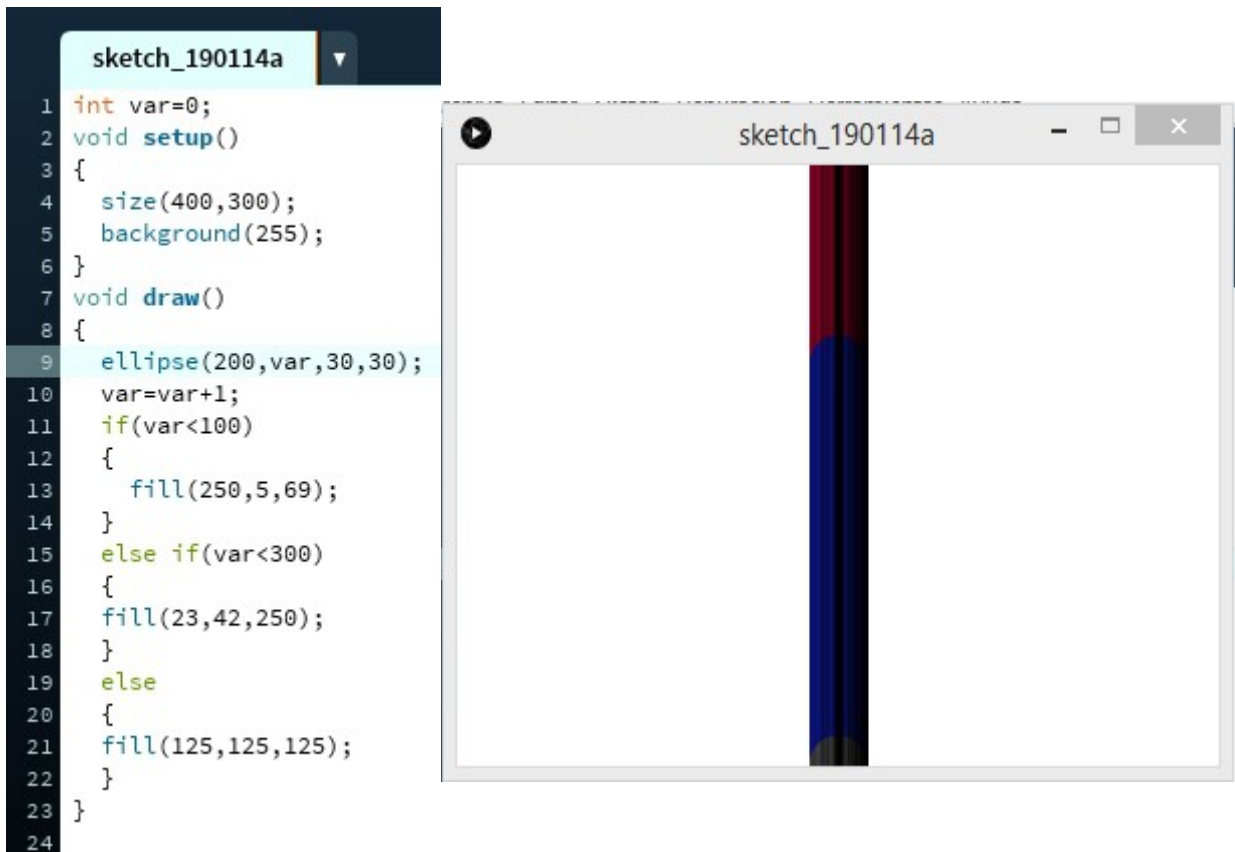 sketch_190114a
1 int var=0;
2 void setup()
3 {
4 size(400,300);
5 background(255);
6 }
7 void draw()
8 {
9 ellipse(200,var,30,30);
10 var=var+1;
11 if(var<100)
12 {
13 fill(250,5,69);
14 }
15 else if(var<300)
16 {
17 fill(23,42,250);
18 }
19 else
20 {
21 fill(125,125,125);
22 }
23 }
24
sketch_190114a